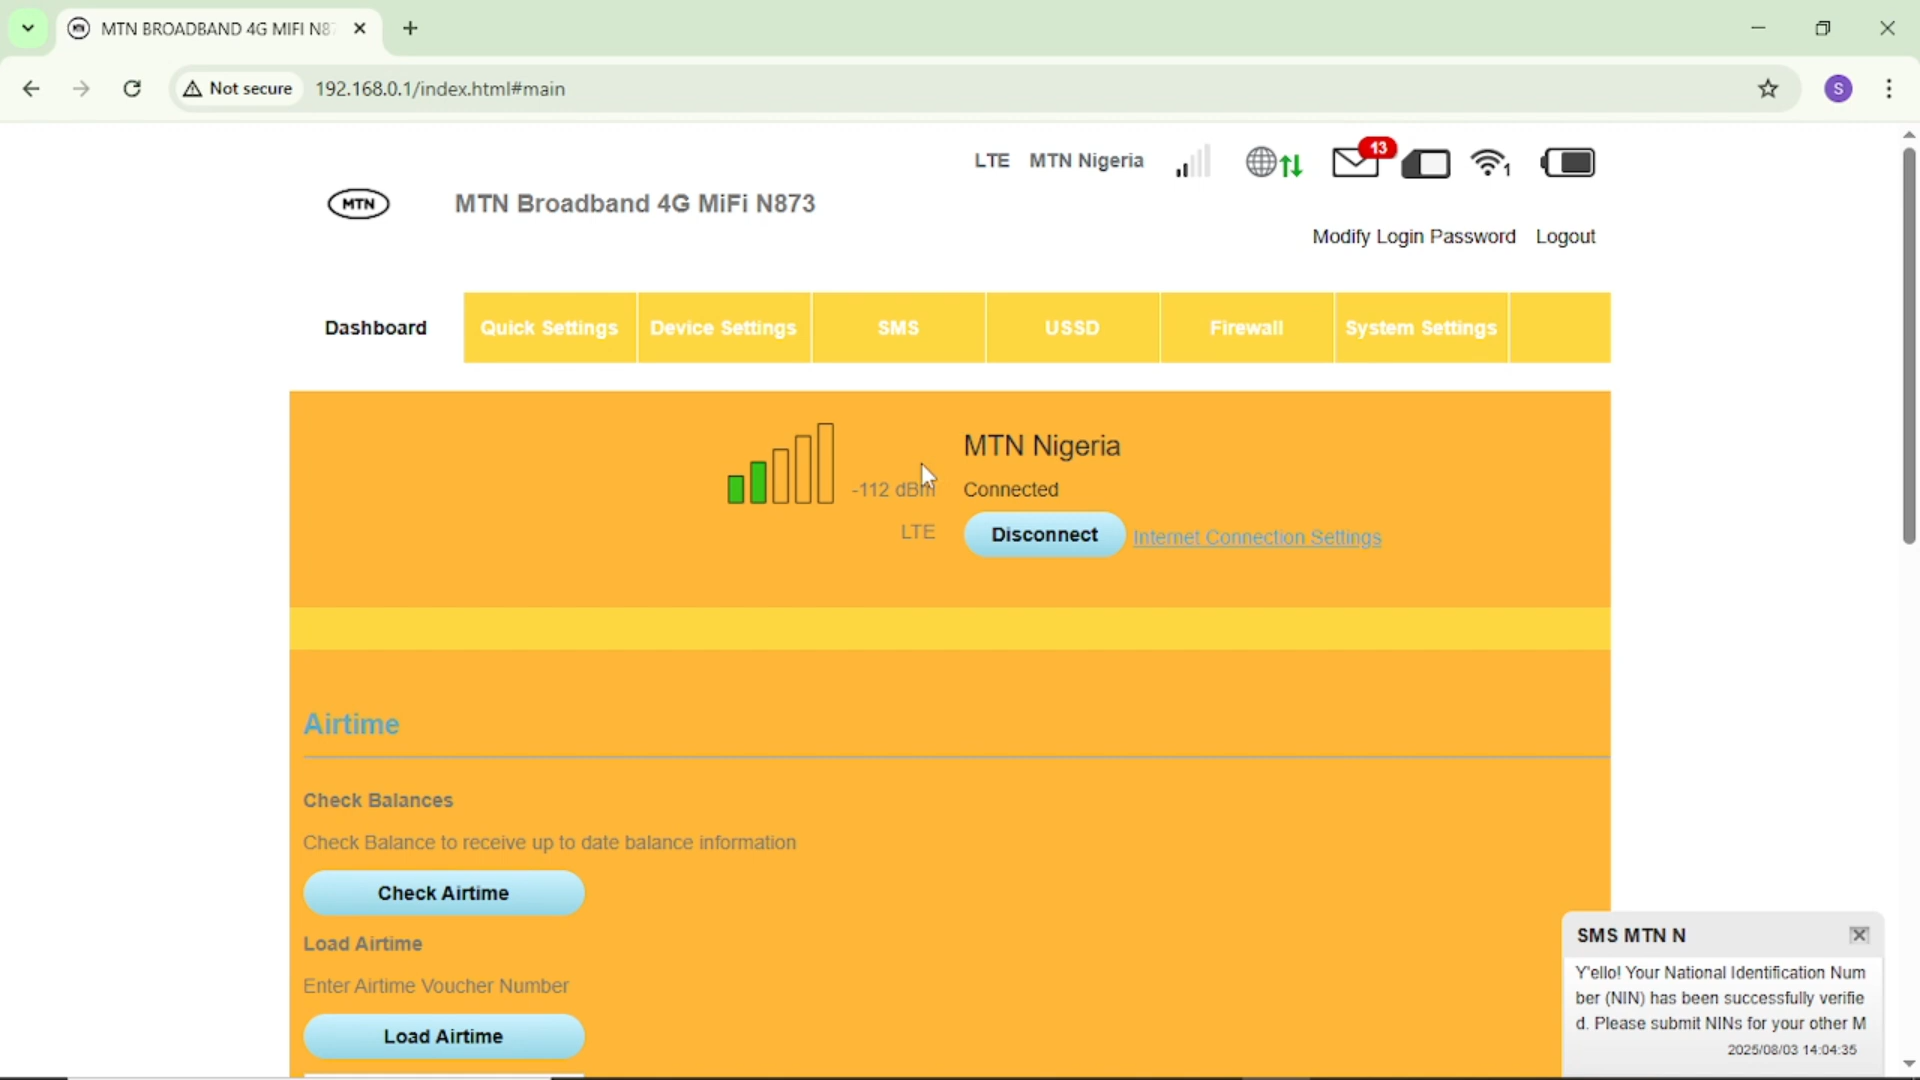 MTN BROADBAND 4G MIFI N87
Not secure
192.168.0.1/index.html#main
S
LTE MTN Nigeria
13
1
MTN
MTN Broadband 4G MiFi N873
Modify Login Password Logout
Dashboard
Quick Settings
Device Settings
SMS
USSD
Firewall
System Settings
MTN Nigeria
-112 dBm
Connected
LTE
Disconnect
Internet Connection Settings
Airtime
Check Balances
Check Balance to receive up to date balance information
Check Airtime
Load Airtime
Enter Airtime Voucher Number
Load Airtime
SMS MTN N
Y'ello! Your National Identification Num
ber (NIN) has been successfully verifie
d. Please submit NINs for your other M
2025/08/03 14:04:35